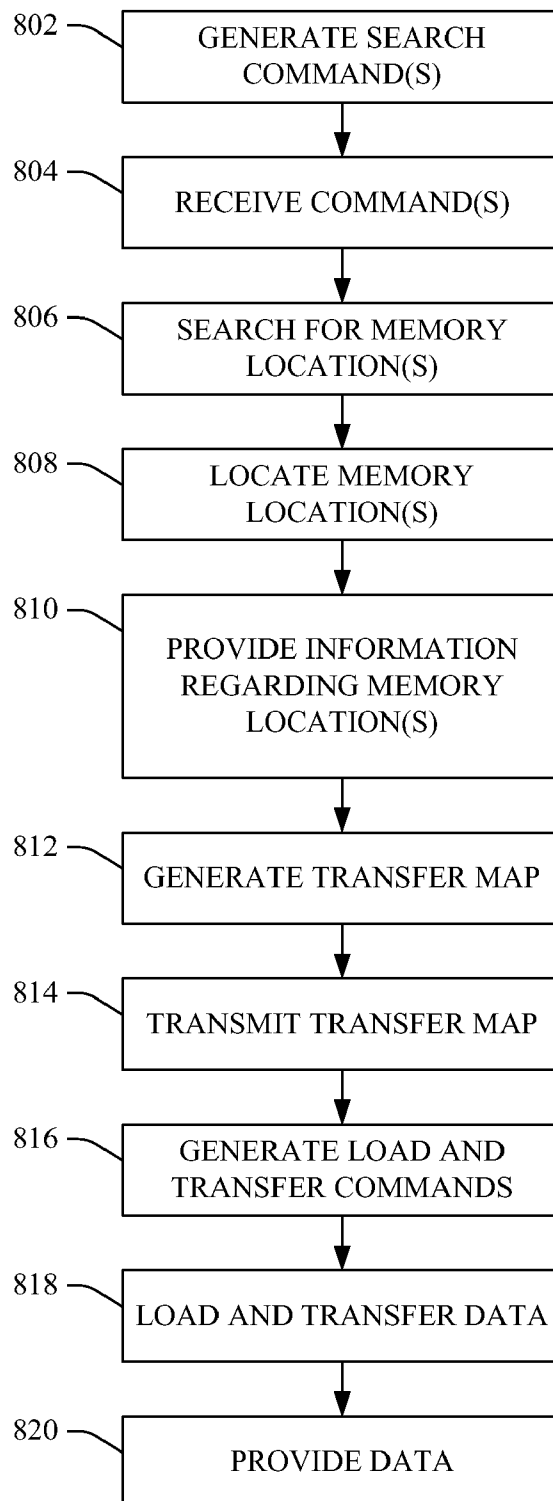 802
GENERATE SEARCH
COMMAND(S)
804
RECEIVE COMMAND(S)
806
SEARCH FOR MEMORY
LOCATION(S)
808
LOCATE MEMORY
LOCATION(S)
810
PROVIDE INFORMATION
REGARDING MEMORY
LOCATION(S)
812
GENERATE TRANSFER MAP
814
TRANSMIT TRANSFER MAP
816
GENERATE LOAD AND
TRANSFER COMMANDS
818
LOAD AND TRANSFER DATA
820
PROVIDE DATA